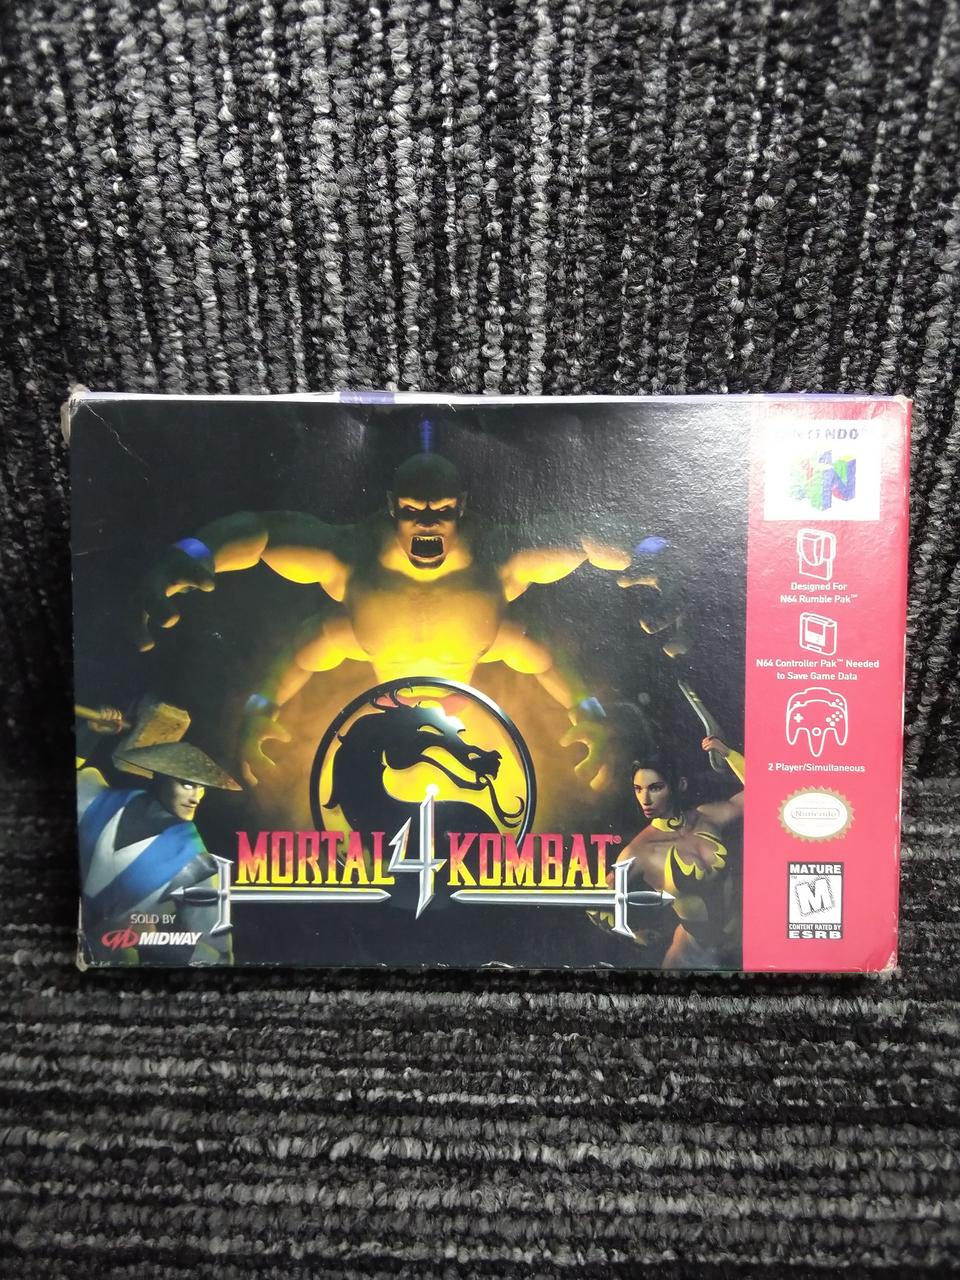 NINTENDO
N
Designed For
N64 Rumble Pak™
N64 Controller Pak™ Needed
to Save Game Data
2 Player/Simultaneous
Nintendo
MORTAL 4 KOMBAT®
SOLD BY
MIDWAY
MATURE
M
CONTENT RATED BY
ESRB